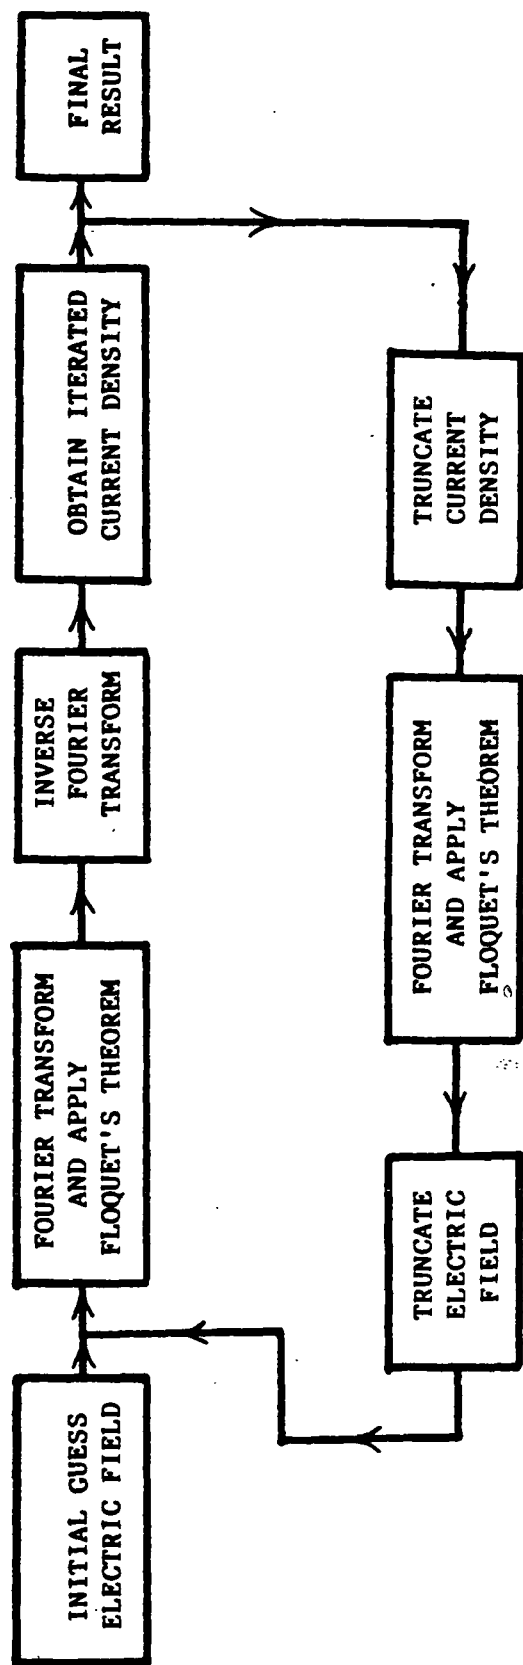 INITIAL GUESS
ELECTRIC FIELD
FOURIER TRANSFORM
AND APPLY
FLOQUET'S THEOREM
INVERSE
FOURIER
TRANSFORM
OBTAIN ITERATED
CURRENT DENSITY
FINAL
RESULT
TRUNCATE
CURRENT
DENSITY
FOURIER TRANSFORM
AND APPLY
FLOQUET'S THEOREM
TRUNCATE
ELECTRIC
FIELD